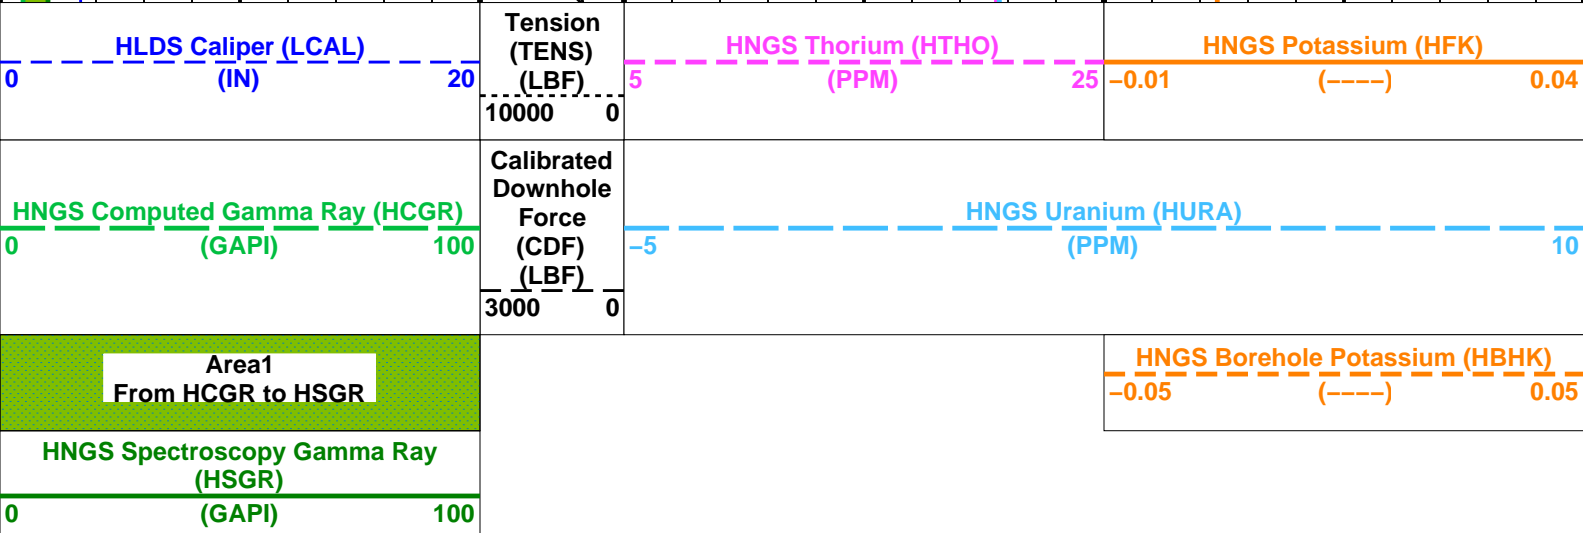 HLDS Caliper (LCAL)
0 (IN) 20
Tension
(TENS)
(LBF)
10000 0
HNGS Thorium (HTHO)
5 (PPM) 25
HNGS Potassium (HFK)
−0.01 (−−−−) 0.04
HNGS Computed Gamma Ray (HCGR)
0 (GAPI) 100
Calibrated
Downhole
Force
(CDF)
(LBF)
3000 0
HNGS Uranium (HURA)
−5 (PPM) 10
Area1
From HCGR to HSGR
HNGS Borehole Potassium (HBHK)
−0.05 (−−−−) 0.05
HNGS Spectroscopy Gamma Ray
(HSGR)
0 (GAPI) 100